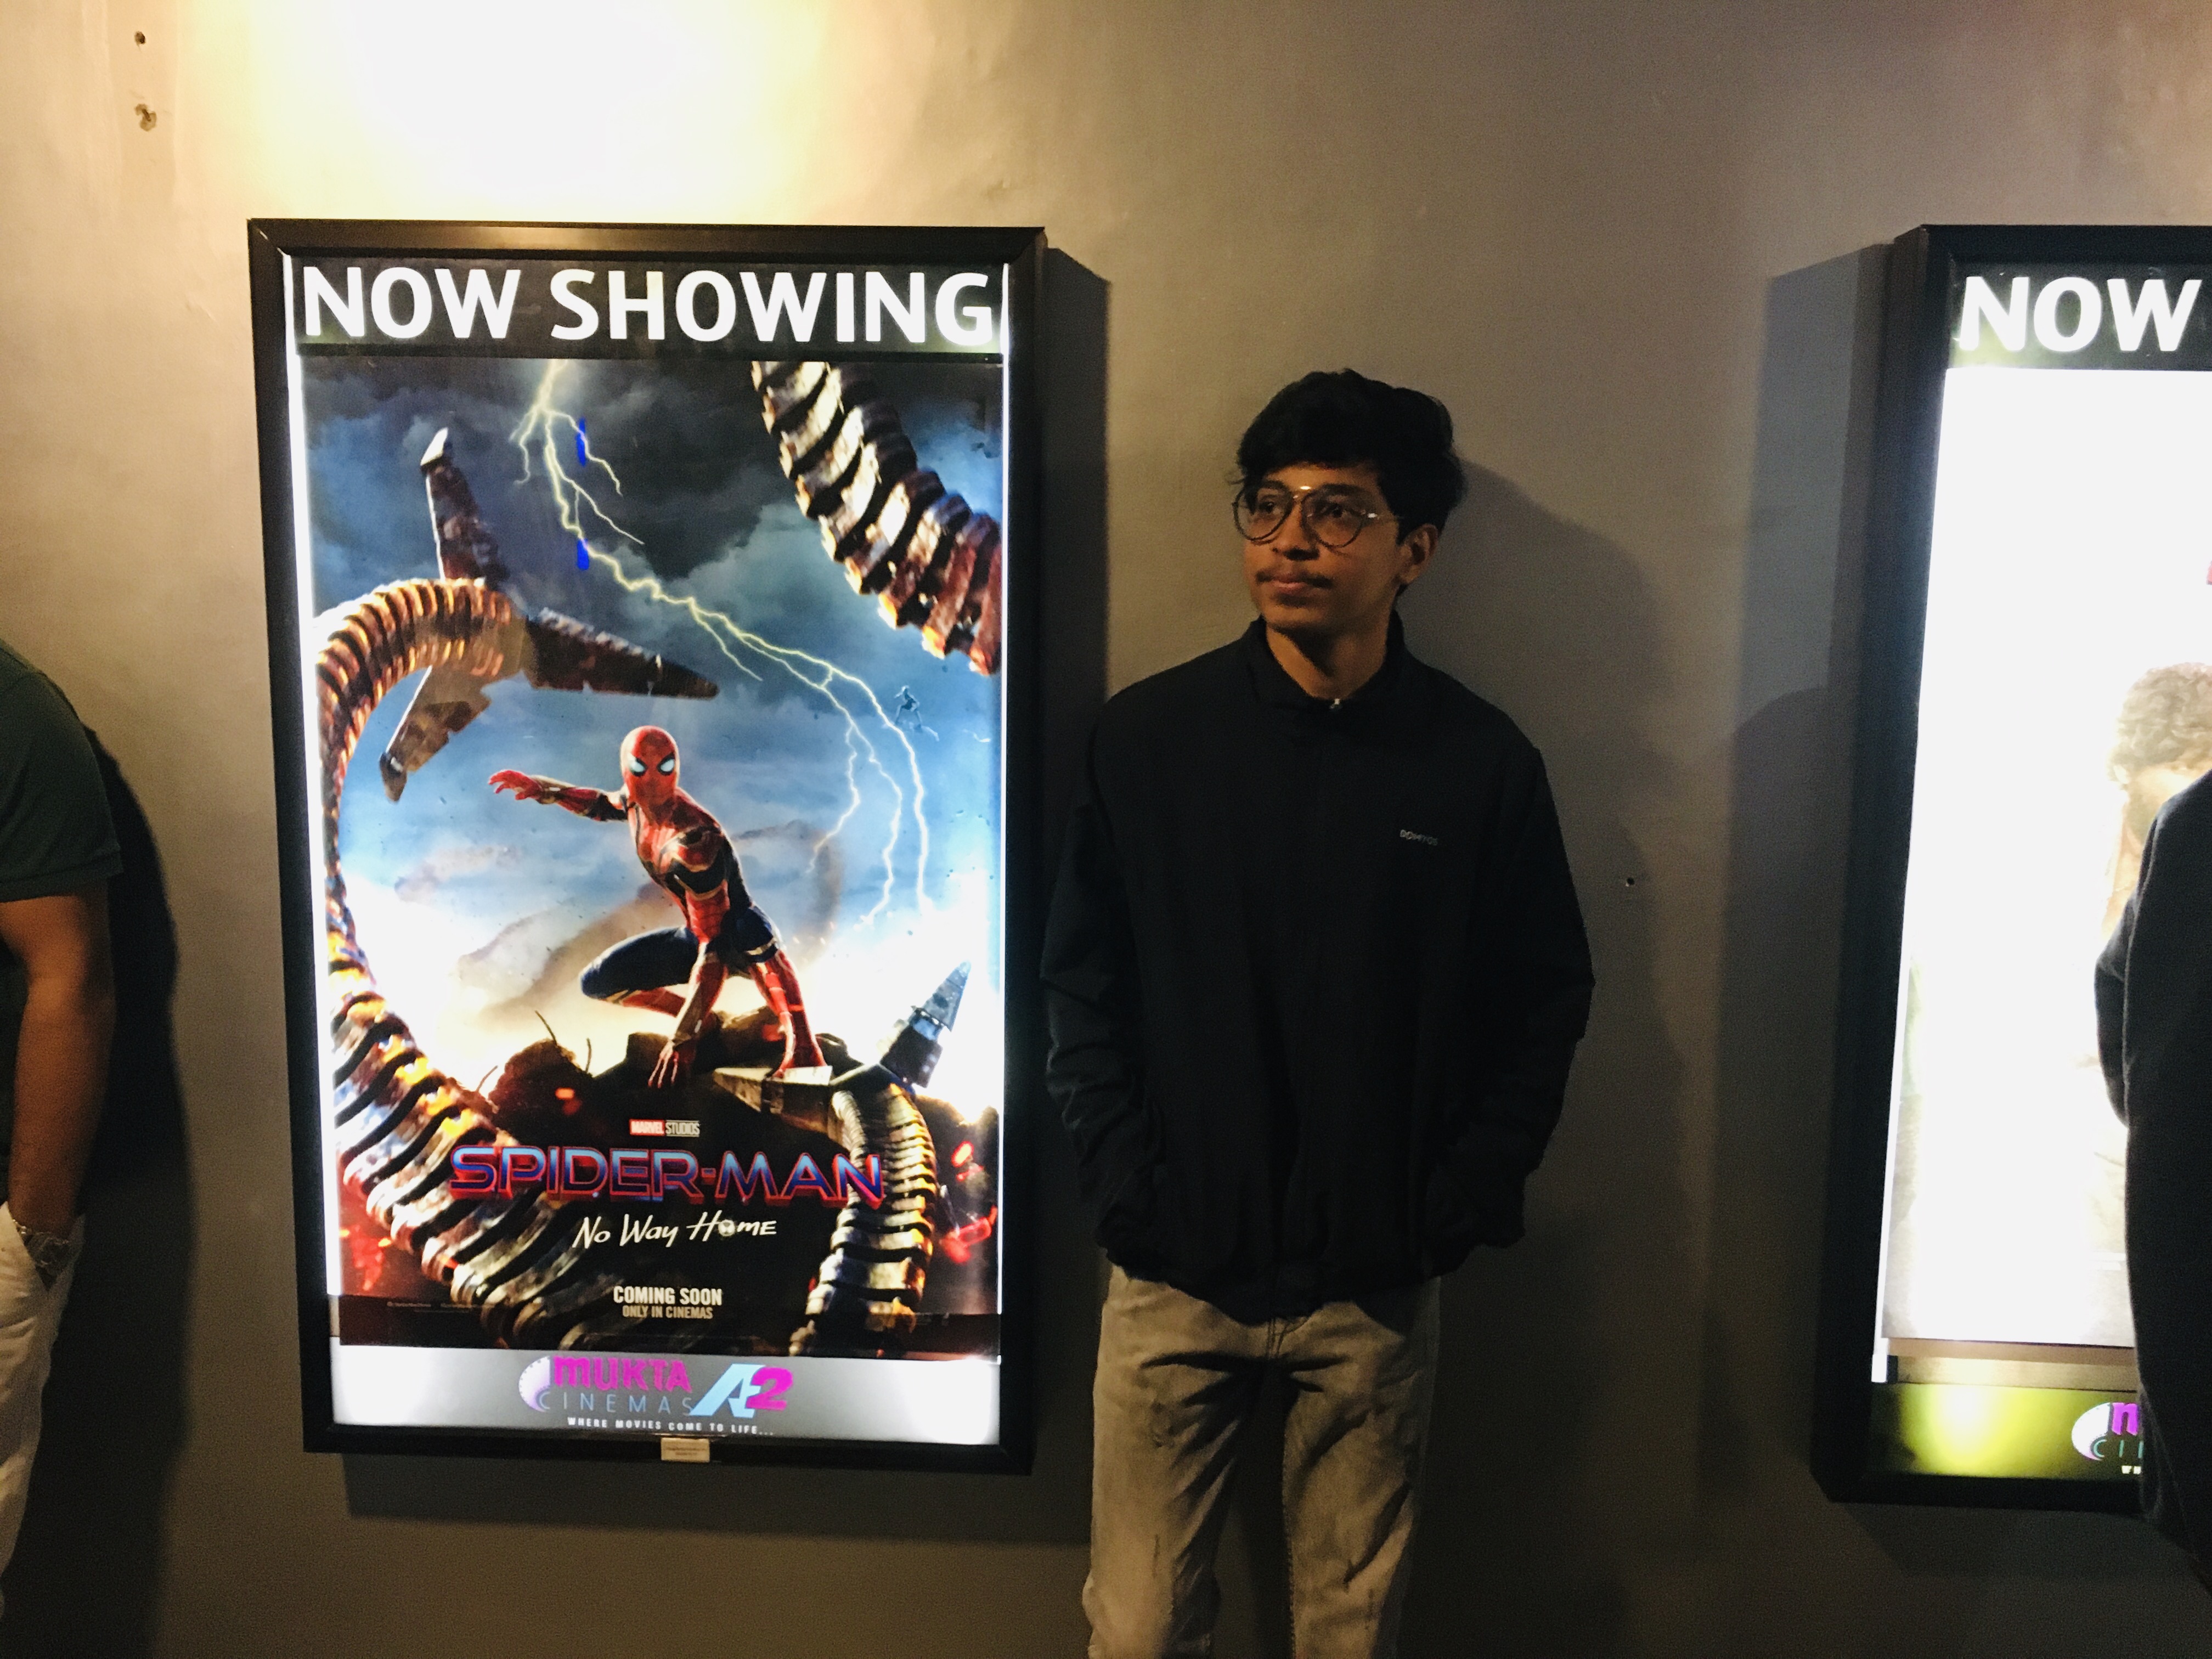 NOW SHOWING
MARVEL STUDIOS
SPIDER-MAN
No Way Home
COMING SOON
ONLY IN CINEMAS
MUKTA
CINEMAS A2
WHERE MOVIES COME TO LIFE...
DOMYOS
NOW